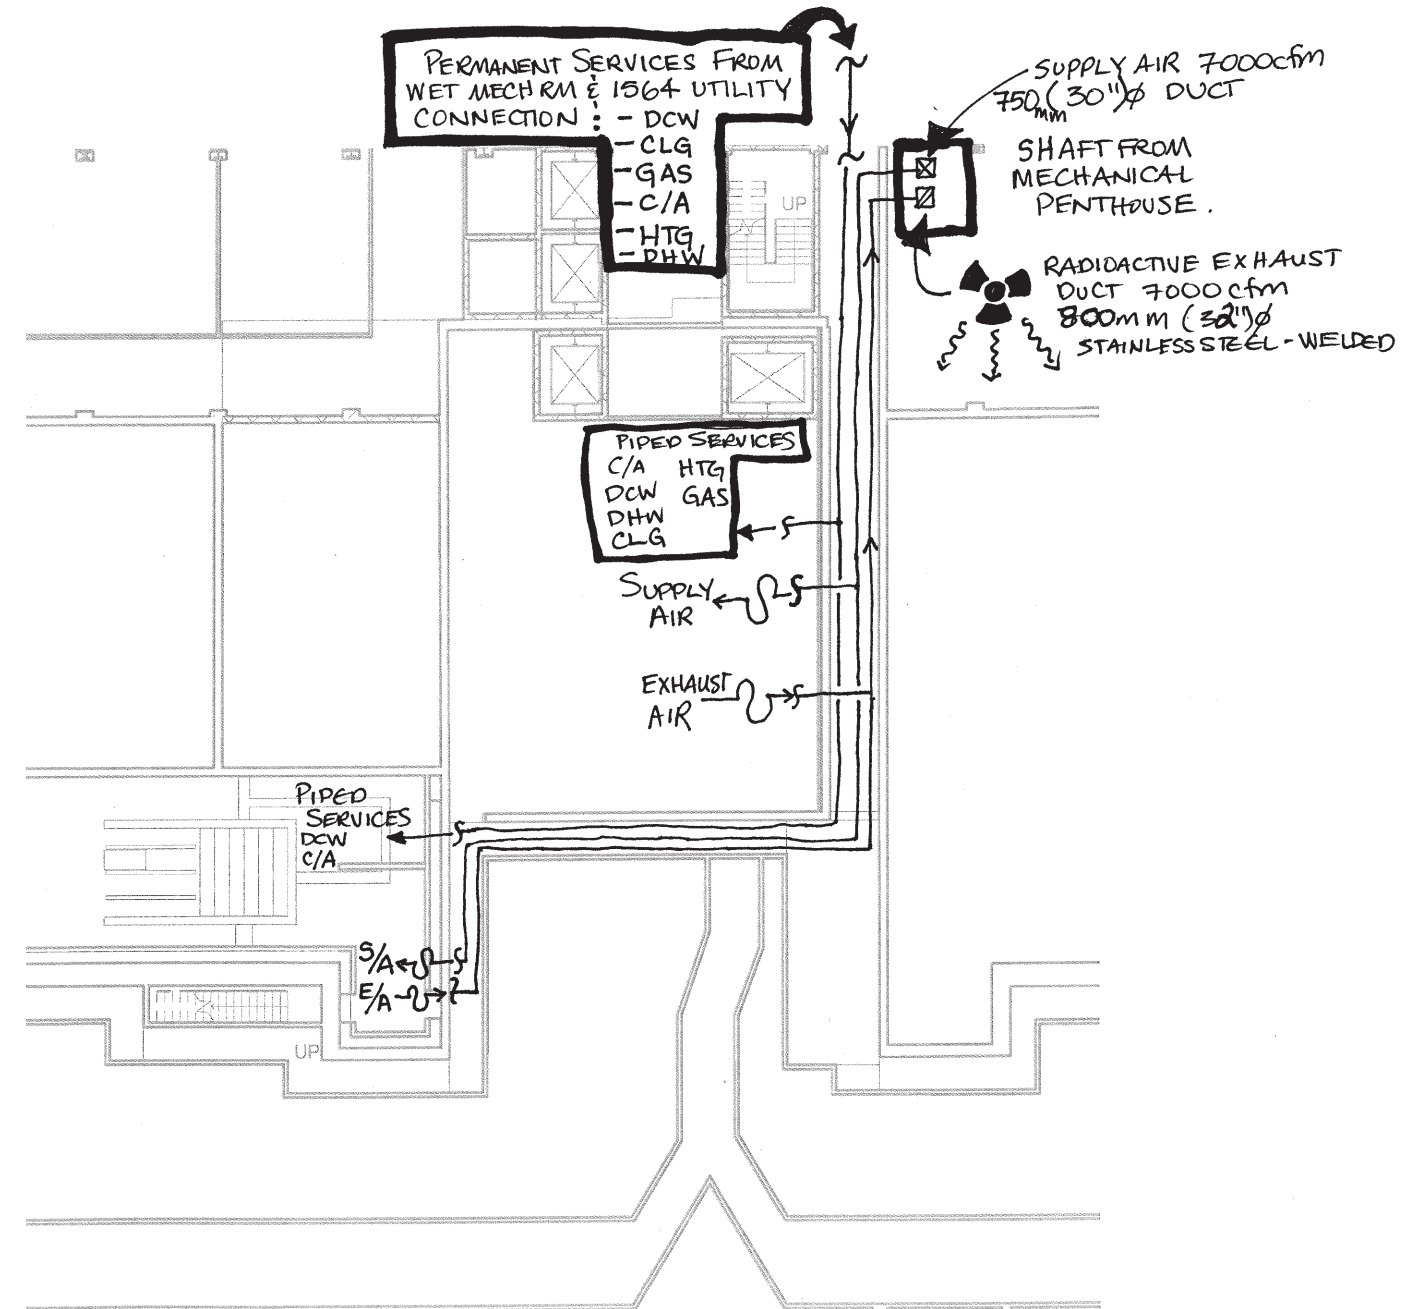 PERMANENT SERVICES FROM
WET MECH RM & 1564 UTILITY
CONNECTION :
- DCW
- CLG
- GAS
- C/A
- HTG
- DHW
SUPPLY AIR 7000cfm
750mm (30")Ø DUCT
SHAFT FROM
MECHANICAL
PENTHOUSE.
UP
RADIOACTIVE EXHAUST
DUCT 7000 cfm
800mm (32")Ø
STAINLESS STEEL - WELDED
PIPED SERVICES
C/A HTG
DCW GAS
DHW
CLG
SUPPLY
AIR
EXHAUST
AIR
PIPED
SERVICES
DCW
C/A
S/A
E/A
UP